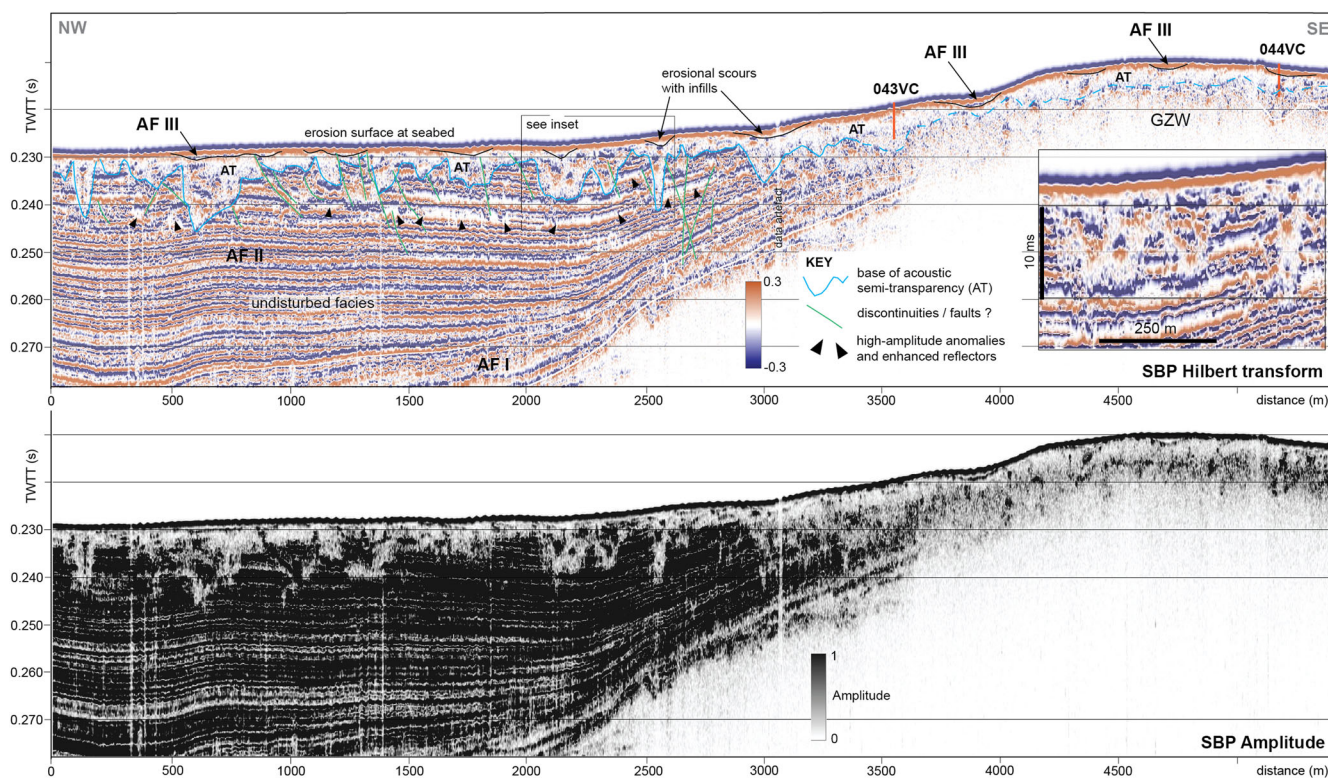 NW
SE
AF III
AF III
044VC
043VC
AT
erosional scours
with infills
AF III
erosion surface at seabed
see inset
AT
AT
AT
GZW
TWTT (s)
0.230
0.240
0.250
0.260
0.270
AF II
undisturbed facies
AF I
data artefact
0.3
-0.3
KEY
base of acoustic
semi-transparency (AT)
discontinuities / faults ?
high-amplitude anomalies
and enhanced reflectors
10 ms
250 m
SBP Hilbert transform
0 500 1000 1500 2000 2500 3000 3500 4000 4500 distance (m)
TWTT (s)
0.230
0.240
0.250
0.260
0.270
1
Amplitude
0
SBP Amplitude
0 500 1000 1500 2000 2500 3000 3500 4000 4500 distance (m)